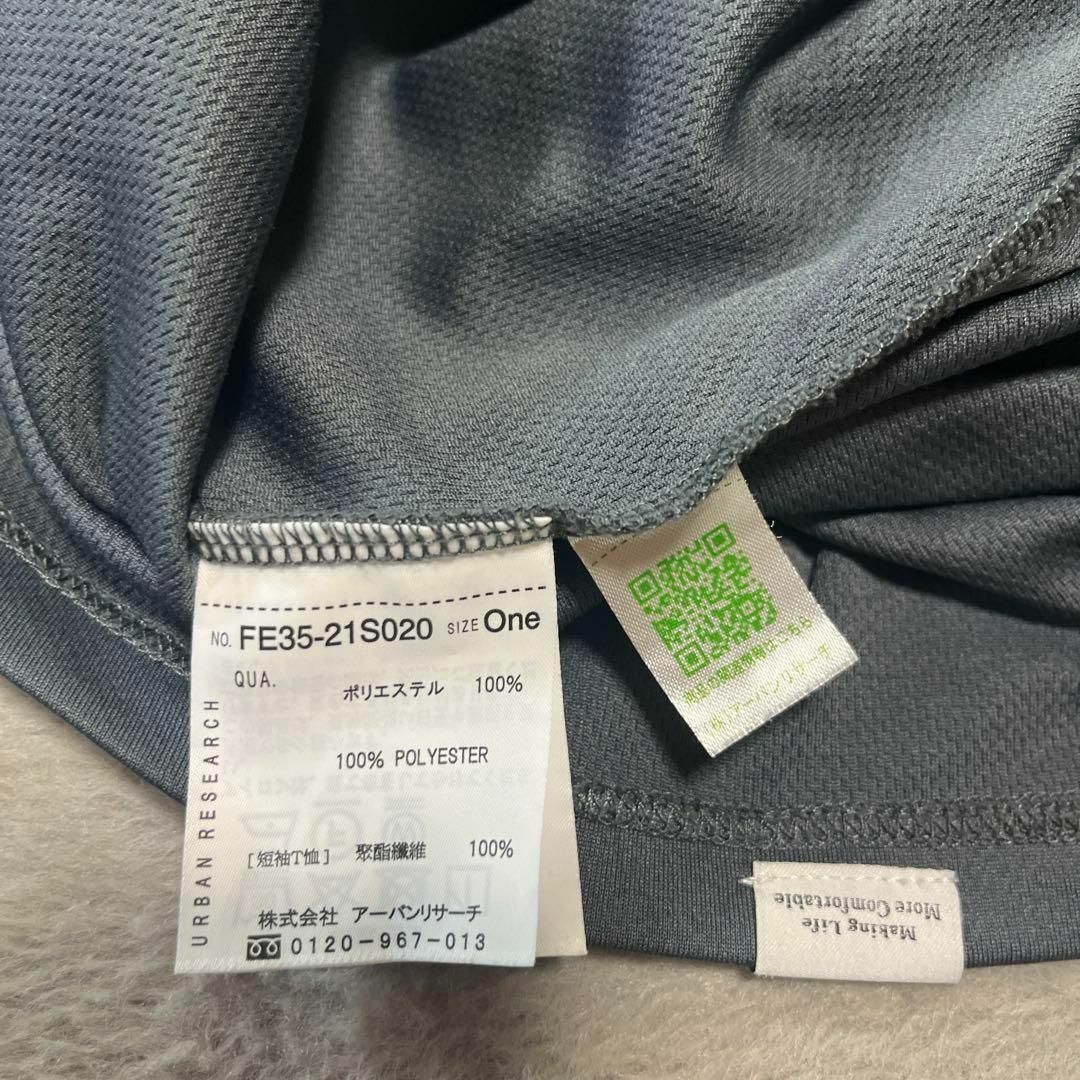 NO. FE35-21S020 SIZE One
QUA.
ポリエステル 100%
100% POLYESTER
[短袖T恤] 聚酯纖維 100%
株式会社 アーバンリサーチ
0120-967-013
URBAN RESEARCH
(株)アーバンリサーチ
Making Life
More Comfortable